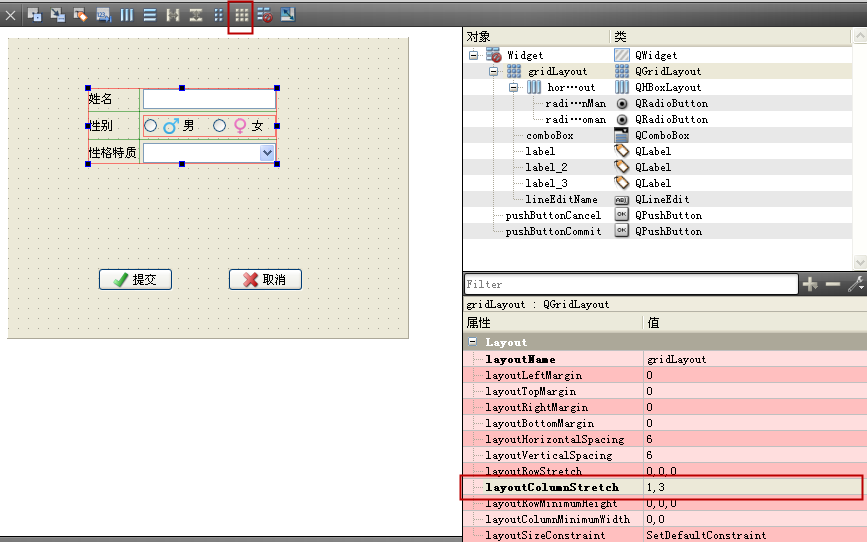 姓名
性别 男 女
性格特质
提交 取消
对象 类
Widget QWidget
gridLayout QGridLayout
hor···out QHBoxLayout
radi···nMan QRadioButton
radi···oman QRadioButton
comboBox QComboBox
label QLabel
label_2 QLabel
label_3 QLabel
lineEditName QLineEdit
pushButtonCancel QPushButton
pushButtonCommit QPushButton
Filter
gridLayout : QGridLayout
属性 值
Layout
layoutName gridLayout
layoutLeftMargin 0
layoutTopMargin 0
layoutRightMargin 0
layoutBottomMargin 0
layoutHorizontalSpacing 6
layoutVerticalSpacing 6
layoutRowStretch 0,0,0
layoutColumnStretch 1,3
layoutRowMinimumHeight 0,0,0
layoutColumnMinimumWidth 0,0
layoutSizeConstraint SetDefaultConstraint